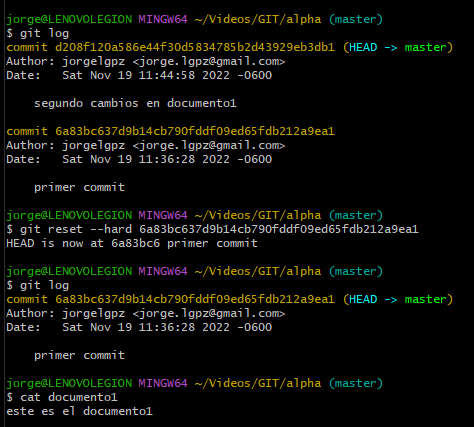 jorge@LENOVOLEGION MINGW64 ~/Videos/GIT/alpha (master)
$ git log
commit d208f120a586e44f30d5834785b2d43929eb3db1 (HEAD -> master)
Author: jorgelgpz <jorge.lgpz@gmail.com>
Date:   Sat Nov 19 11:44:58 2022 -0600
    segundo cambios en documento1
commit 6a83bc637d9b14cb790fddf09ed65fdb212a9ea1
Author: jorgelgpz <jorge.lgpz@gmail.com>
Date:   Sat Nov 19 11:36:28 2022 -0600
    primer commit
jorge@LENOVOLEGION MINGW64 ~/Videos/GIT/alpha (master)
$ git reset --hard 6a83bc637d9b14cb790fddf09ed65fdb212a9ea1
HEAD is now at 6a83bc6 primer commit
jorge@LENOVOLEGION MINGW64 ~/Videos/GIT/alpha (master)
$ git log
commit 6a83bc637d9b14cb790fddf09ed65fdb212a9ea1 (HEAD -> master)
Author: jorgelgpz <jorge.lgpz@gmail.com>
Date:   Sat Nov 19 11:36:28 2022 -0600
    primer commit
jorge@LENOVOLEGION MINGW64 ~/Videos/GIT/alpha (master)
$ cat documento1
este es el documento1